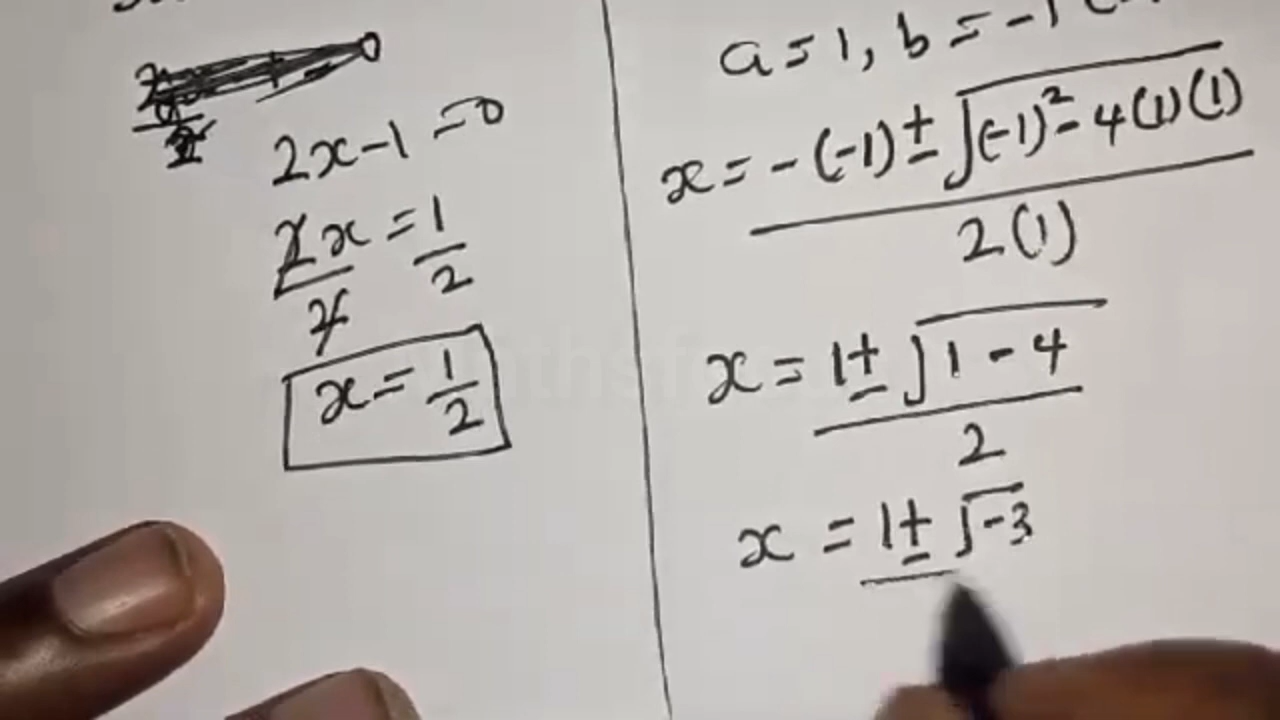 2x-1=0
2x/2 = 1/2
x = 1/2
a=1, b=-1
x = -(-1) ± √((-1)² - 4(1)(1)) / 2(1)
x = 1 ± √(1 - 4) / 2
x = 1 ± √-3